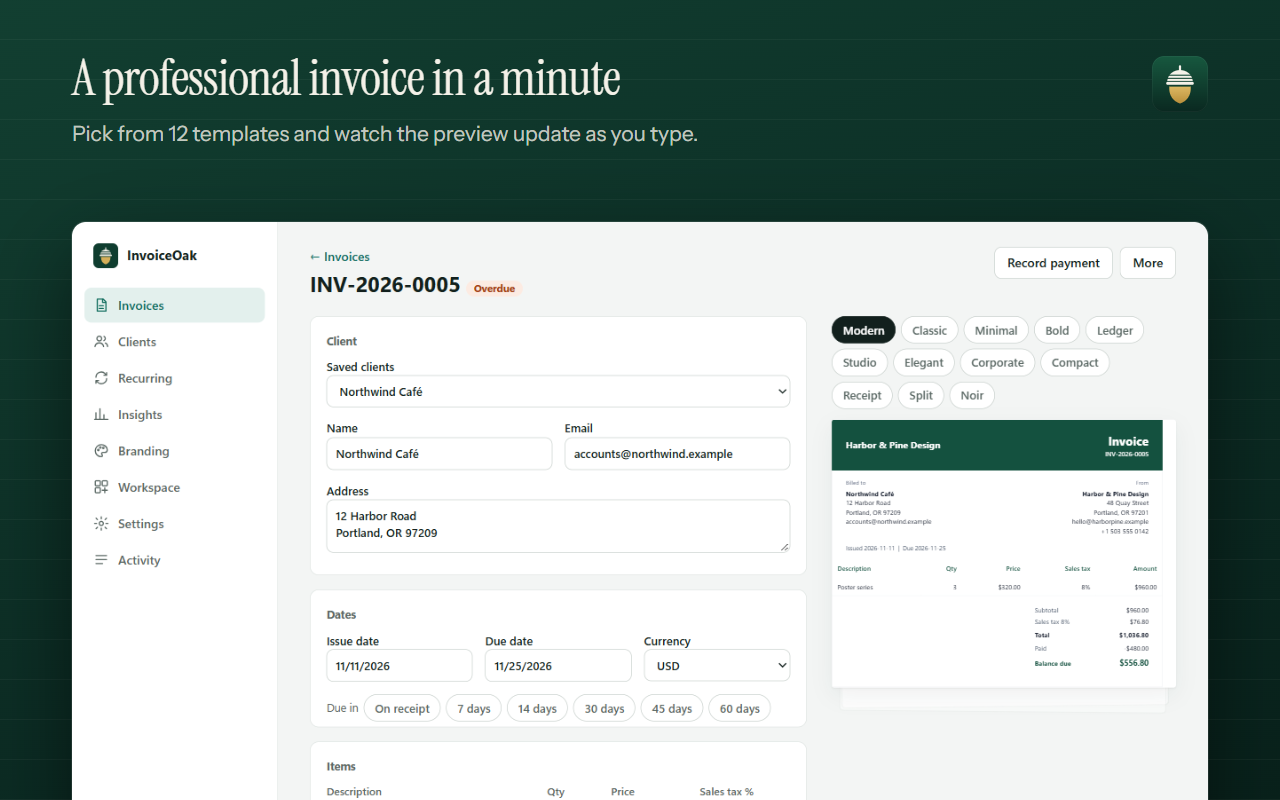 A professional invoice in a minute
Pick from 12 templates and watch the preview update as you type.
InvoiceOak
Invoices
Clients
Recurring
Insights
Branding
Workspace
Settings
Activity
← Invoices
INV-2026-0005 Overdue
Record payment More
Client
Saved clients
Northwind Café
Name Email
Northwind Café accounts@northwind.example
Address
12 Harbor Road
Portland, OR 97209
Dates
Issue date Due date Currency
11/11/2026 11/25/2026 USD
Due in On receipt 7 days 14 days 30 days 45 days 60 days
Items
Description Qty Price Sales tax %
Modern Classic Minimal Bold Ledger
Studio Elegant Corporate Compact
Receipt Split Noir
Harbor & Pine Design Invoice
INV-2026-0005
Billed to From
Northwind Café Harbor & Pine Design
12 Harbor Road 48 Quay Street
Portland, OR 97209 Portland, OR 97201
accounts@northwind.example hello@harborpine.example
+1 503 555 0142
Issued 2026-11-11 | Due 2026-11-25
Description Qty Price Sales tax Amount
Poster series 3 $320.00 8% $960.00
Subtotal $960.00
Sales tax 8% $76.80
Total $1,036.80
Paid -$480.00
Balance due $556.80